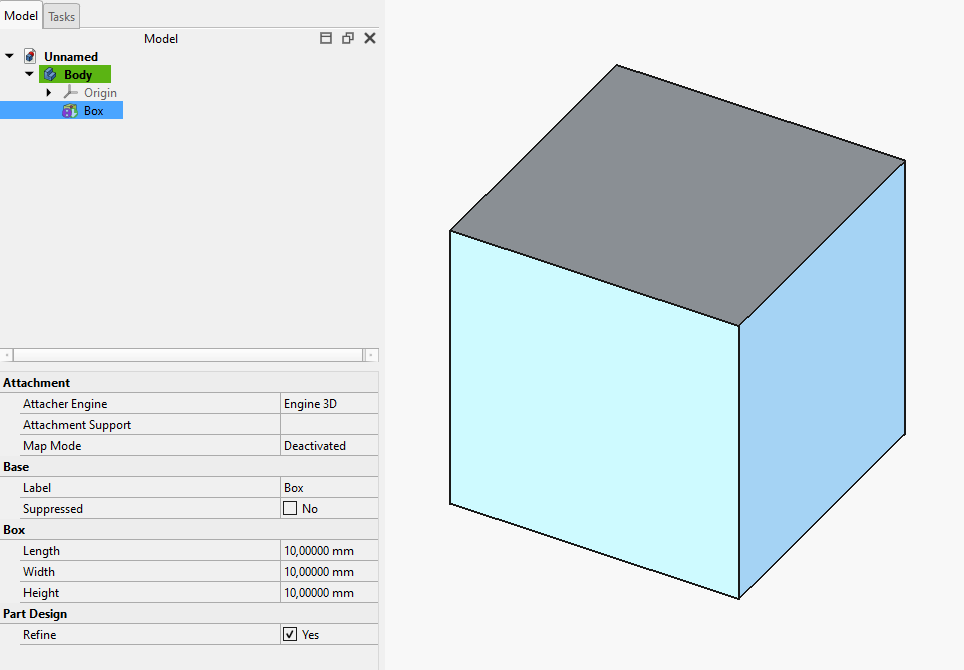 Model Tasks
Model
Unnamed
Body
Origin
Box
Attachment
Attacher Engine Engine 3D
Attachment Support
Map Mode Deactivated
Base
Label Box
Suppressed No
Box
Length 10,00000 mm
Width 10,00000 mm
Height 10,00000 mm
Part Design
Refine Yes